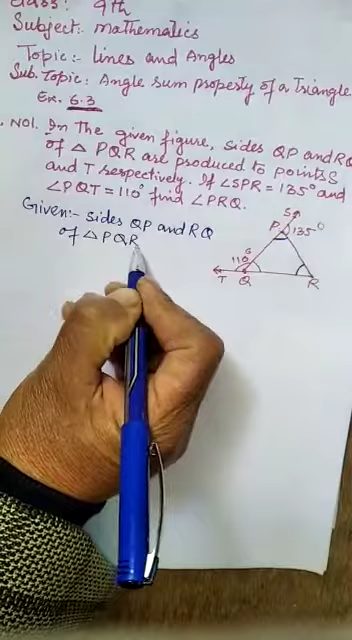 Class: 9th
Subject:- Mathematics
Topic:- lines and Angles
Sub. Topic:- Angle sum property of a Triangle
Ex. 6.3
No1. In the given figure, sides QP and RQ
of △ PQR are produced to points S
and T respectively. If ∠SPR = 135° and
∠PQT = 110° find ∠PRQ.
Given:- Sides QP and RQ
of △PQR
S
P 135°
110°
T Q R